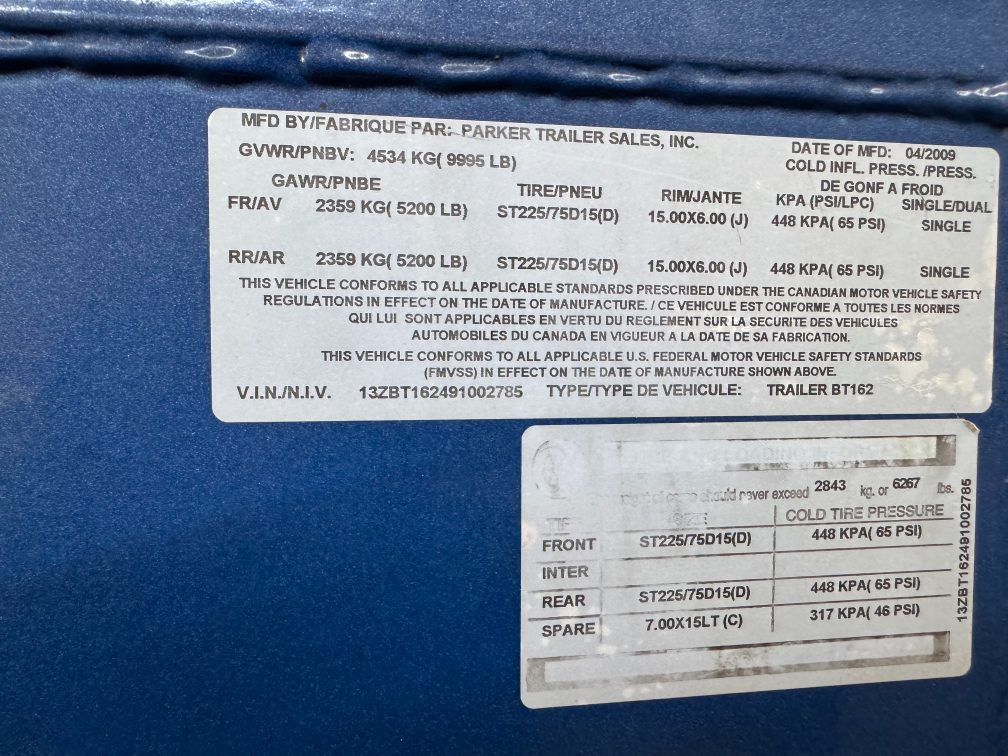 MFD BY/FABRIQUE PAR: PARKER TRAILER SALES, INC.
DATE OF MFD: 04/2009
GVWR/PNBV: 4534 KG( 9995 LB)
COLD INFL. PRESS. /PRESS.
DE GONF A FROID
GAWR/PNBE TIRE/PNEU RIM/JANTE KPA (PSI/LPC) SINGLE/DUAL
FR/AV 2359 KG( 5200 LB) ST225/75D15(D) 15.00X6.00 (J) 448 KPA( 65 PSI) SINGLE
RR/AR 2359 KG( 5200 LB) ST225/75D15(D) 15.00X6.00 (J) 448 KPA( 65 PSI) SINGLE
THIS VEHICLE CONFORMS TO ALL APPLICABLE STANDARDS PRESCRIBED UNDER THE CANADIAN MOTOR VEHICLE SAFETY
REGULATIONS IN EFFECT ON THE DATE OF MANUFACTURE. / CE VEHICULE EST CONFORME A TOUTES LES NORMES
QUI LUI SONT APPLICABLES EN VERTU DU REGLEMENT SUR LA SECURITE DES VEHICULES
AUTOMOBILES DU CANADA EN VIGUEUR A LA DATE DE SA FABRICATION.
THIS VEHICLE CONFORMS TO ALL APPLICABLE U.S. FEDERAL MOTOR VEHICLE SAFETY STANDARDS
(FMVSS) IN EFFECT ON THE DATE OF MANUFACTURE SHOWN ABOVE.
V.I.N./N.I.V. 13ZBT162491002785 TYPE/TYPE DE VEHICULE: TRAILER BT162
should never exceed 2843 kg. or 6267 lbs.
SIZE COLD TIRE PRESSURE
FRONT ST225/75D15(D) 448 KPA( 65 PSI)
INTER
REAR ST225/75D15(D) 448 KPA( 65 PSI)
SPARE 7.00X15LT (C) 317 KPA( 46 PSI)
13ZBT162491002785